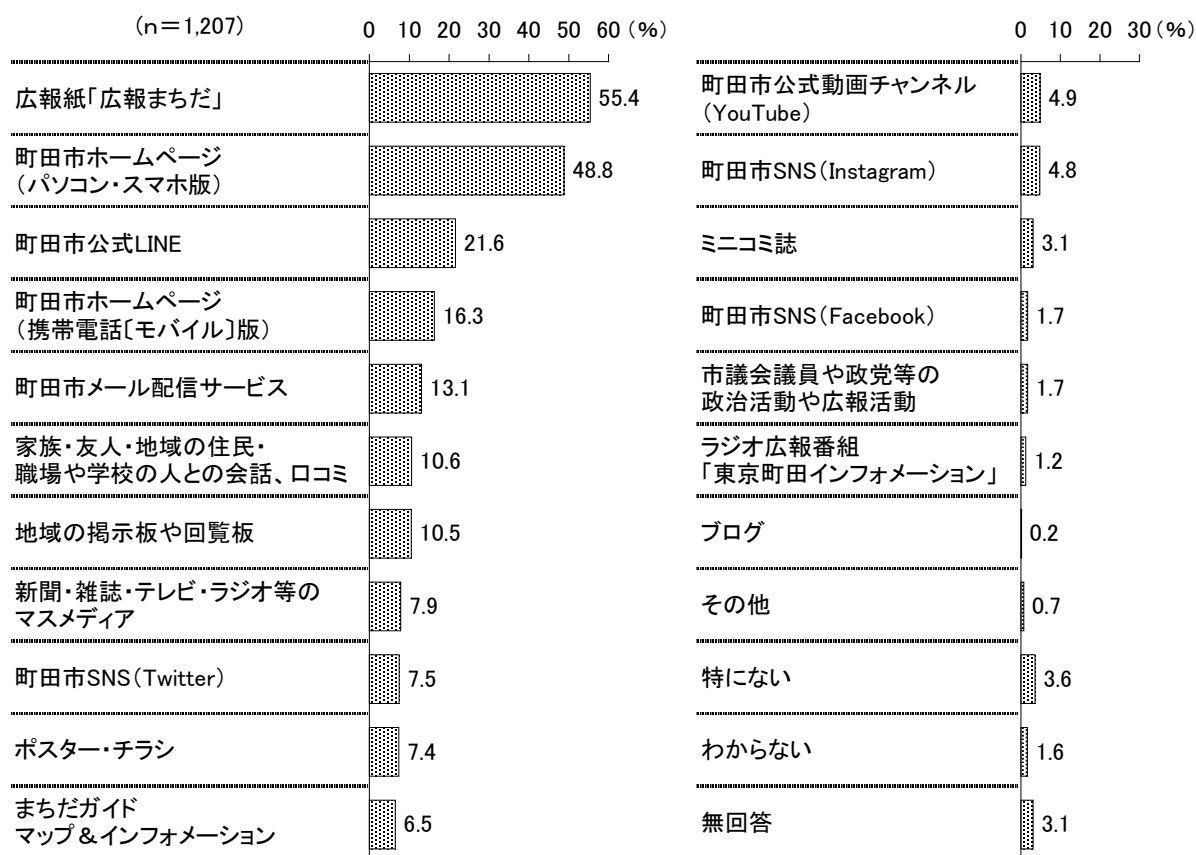 (n＝1,207)
0 10 20 30 40 50 60 (％)
広報紙「広報まちだ」
55.4
町田市ホームページ
（パソコン・スマホ版）
48.8
町田市公式LINE
21.6
町田市ホームページ
（携帯電話〔モバイル〕版）
16.3
町田市メール配信サービス
13.1
家族・友人・地域の住民・
職場や学校の人との会話、口コミ
10.6
地域の掲示板や回覧板
10.5
新聞・雑誌・テレビ・ラジオ等の
マスメディア
7.9
町田市SNS（Twitter）
7.5
ポスター・チラシ
7.4
まちだガイド
マップ＆インフォメーション
6.5
0 10 20 30 (％)
町田市公式動画チャンネル
（YouTube）
4.9
町田市SNS（Instagram）
4.8
ミニコミ誌
3.1
町田市SNS（Facebook）
1.7
市議会議員や政党等の
政治活動や広報活動
1.7
ラジオ広報番組
「東京町田インフォメーション」
1.2
ブログ
0.2
その他
0.7
特にない
3.6
わからない
1.6
無回答
3.1